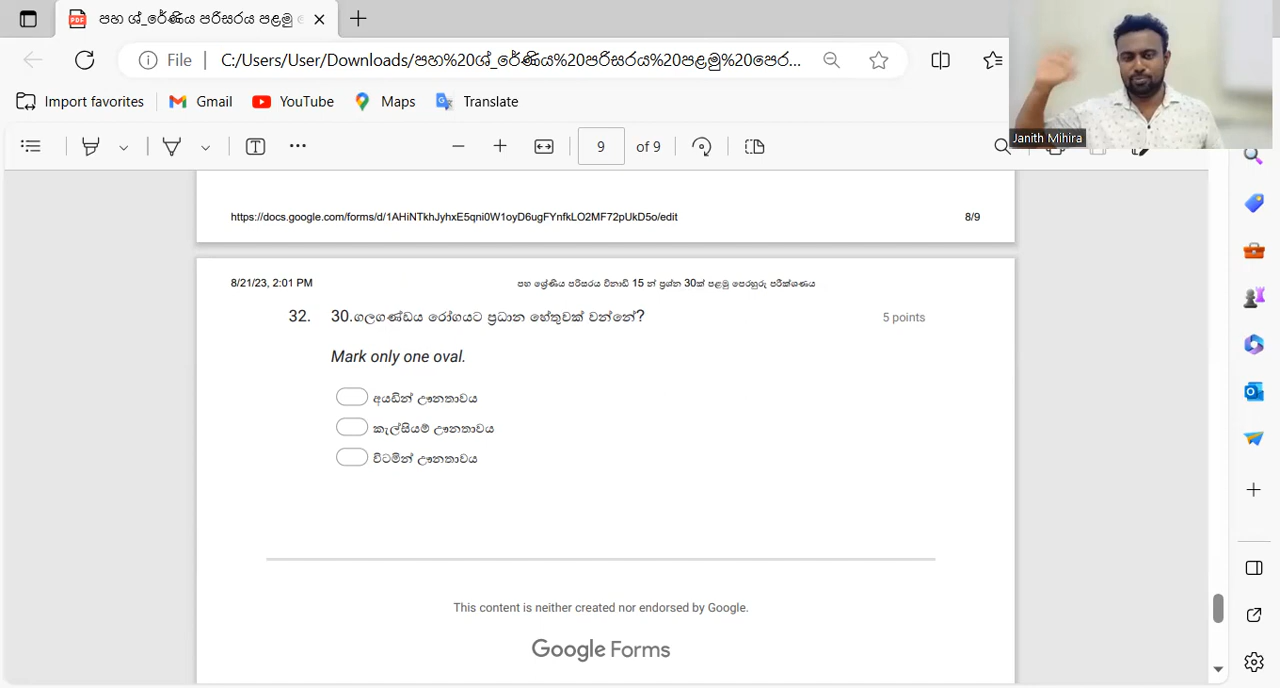 පහ ශ්_රේණිය පරිසරය පළමු
File
C:/Users/User/Downloads/පහ%20ශ්_රේණිය%20පරිසරය%20පළමු%20පෙර...
Import favorites
Gmail
YouTube
Maps
Translate
9 of 9
Janith Mihira
https://docs.google.com/forms/d/1AHiNTkhJyhxE5qni0W1oyD6ugFYnfkLO2MF72pUkD5o/edit
8/9
8/21/23, 2:01 PM
පහ ශ්‍රේණිය පරිසරය විනාඩි 15 න් ප්‍රශ්න 30ක් පළමු පෙරහුරු පරීක්ශණය
32. 30.ගලගණ්ඩය රෝගයට ප්‍රධාන හේතුවක් වන්නේ?
5 points
Mark only one oval.
අයඩින් ඌනතාවය
කැල්සියම් ඌනතාවය
විටමින් ඌනතාවය
This content is neither created nor endorsed by Google.
Google Forms